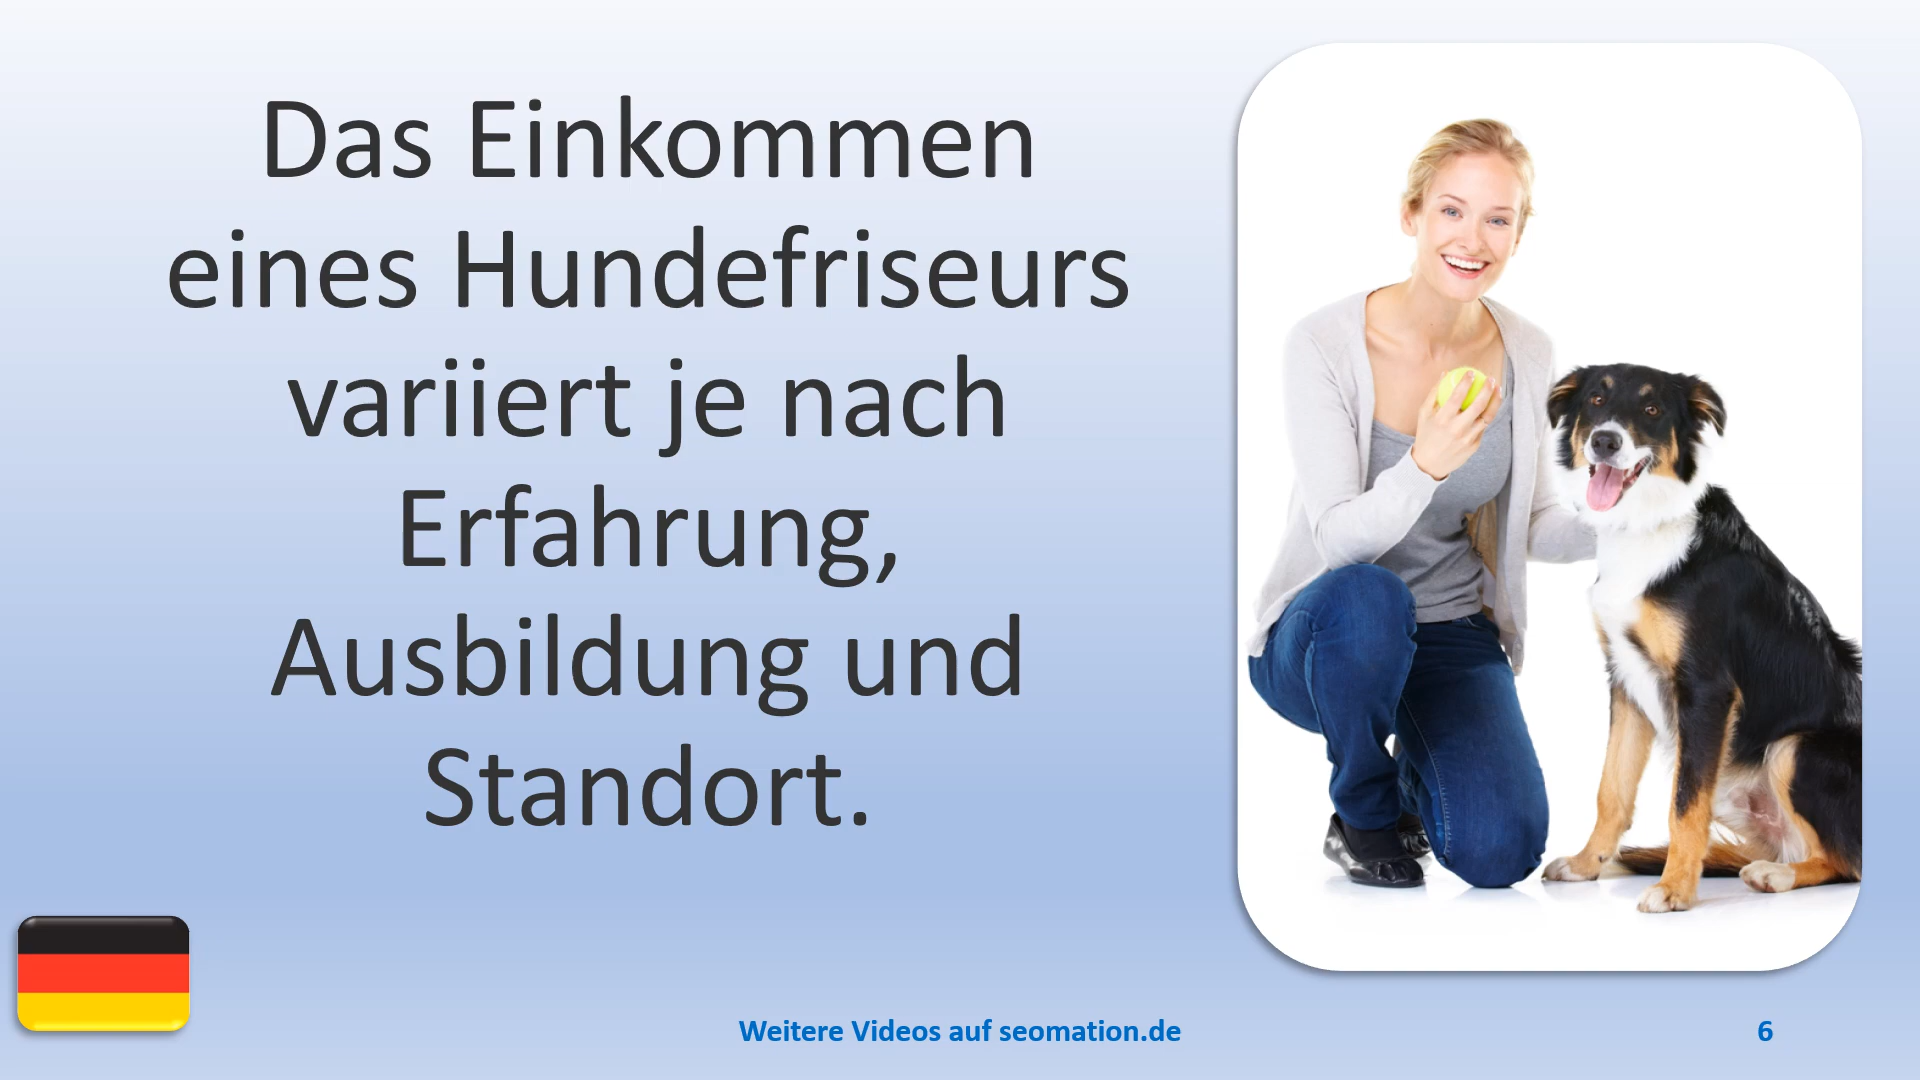 Das Einkommen
eines Hundefriseurs
variiert je nach
Erfahrung,
Ausbildung und
Standort.
Weitere Videos auf seomation.de
6